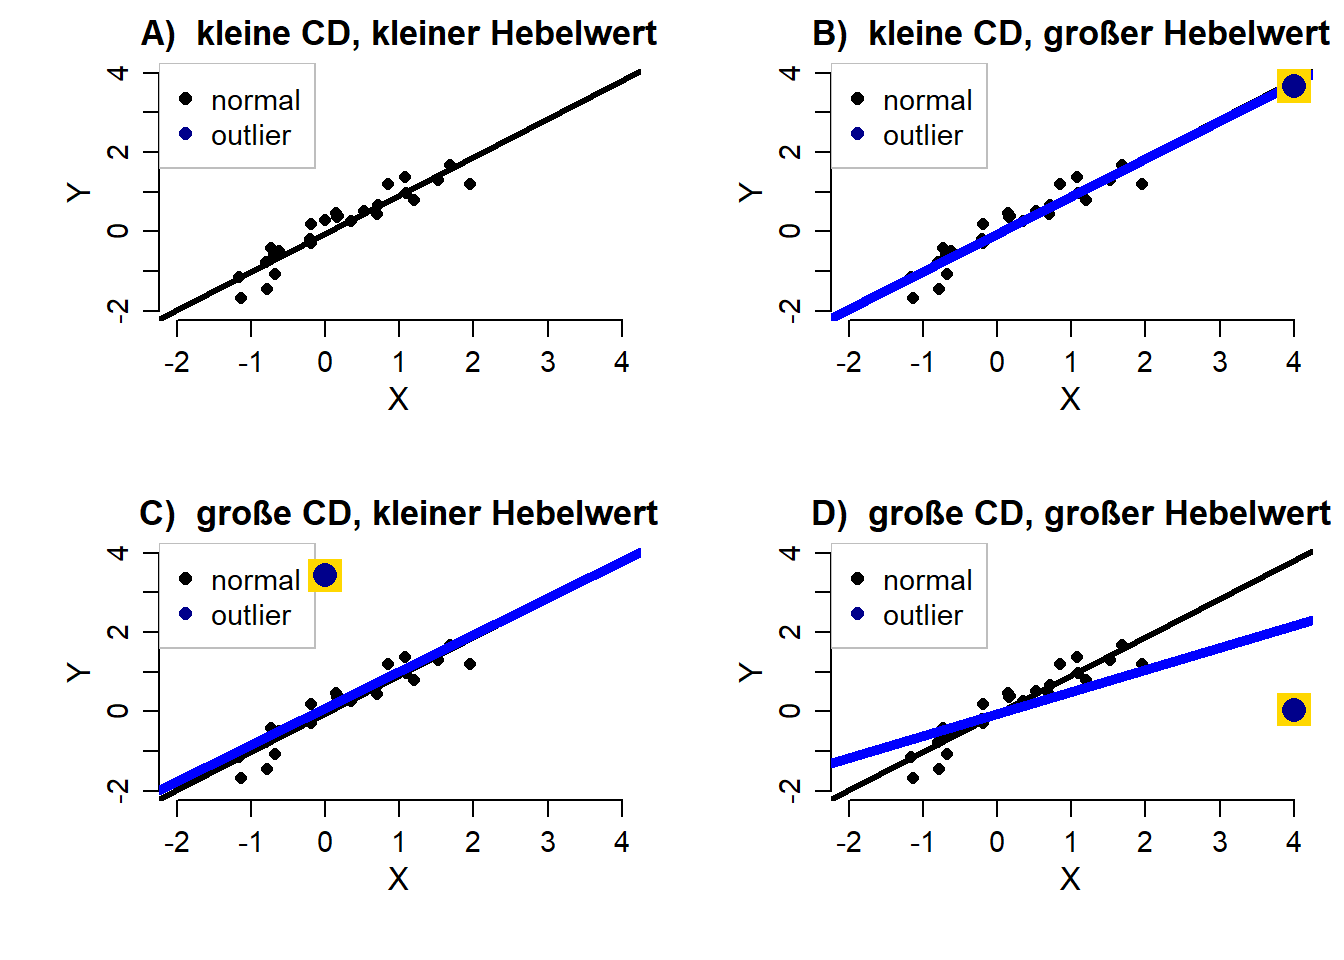 A) kleine CD, kleiner Hebelwert
4
normal
outlier
2
Y
0
-2
-2 -1 0 1 2 3 4
X
B) kleine CD, großer Hebelwert
4
normal
outlier
2
Y
0
-2
-2 -1 0 1 2 3 4
X
C) große CD, kleiner Hebelwert
4
normal
outlier
2
Y
0
-2
-2 -1 0 1 2 3 4
X
D) große CD, großer Hebelwert
4
normal
outlier
2
Y
0
-2
-2 -1 0 1 2 3 4
X